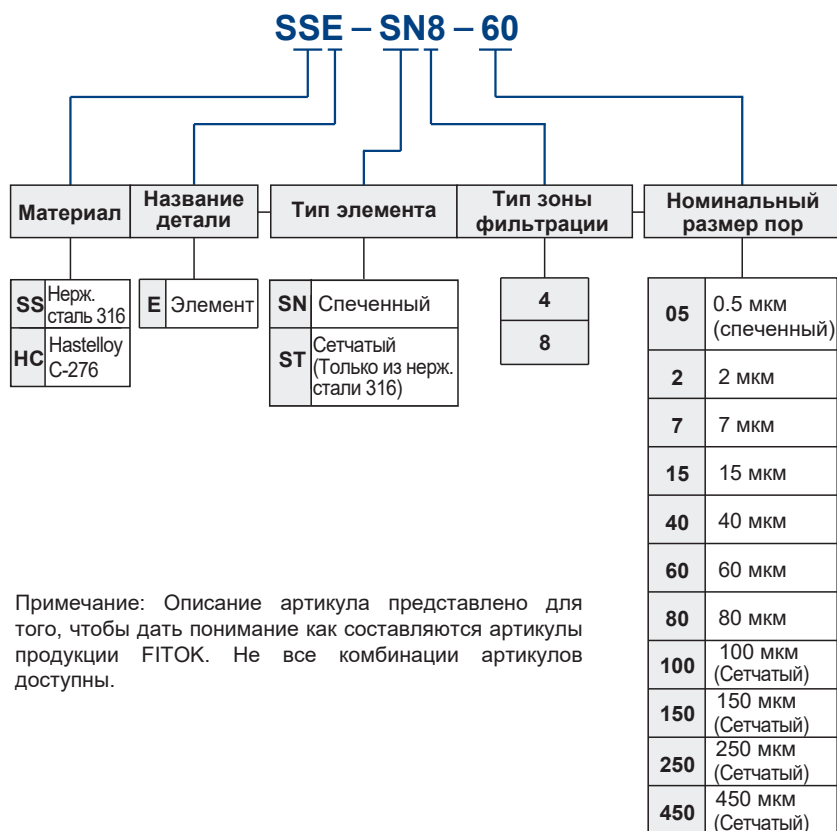 SSE – SN8 – 60
Материал
Название
детали
Тип элемента
Тип зоны
фильтрации
Номинальный
размер пор
SS Нерж.
сталь 316
HC Hastelloy
C-276
E Элемент
SN Спеченный
ST Сетчатый
(Только из нерж.
стали 316)
4
8
05 0.5 мкм
(спеченный)
2 2 мкм
7 7 мкм
15 15 мкм
40 40 мкм
60 60 мкм
80 80 мкм
100 100 мкм
(Сетчатый)
150 150 мкм
(Сетчатый)
250 250 мкм
(Сетчатый)
450 450 мкм
(Сетчатый)
Примечание: Описание артикула представлено для
того, чтобы дать понимание как составляются артикулы
продукции FITOK. Не все комбинации артикулов
доступны.